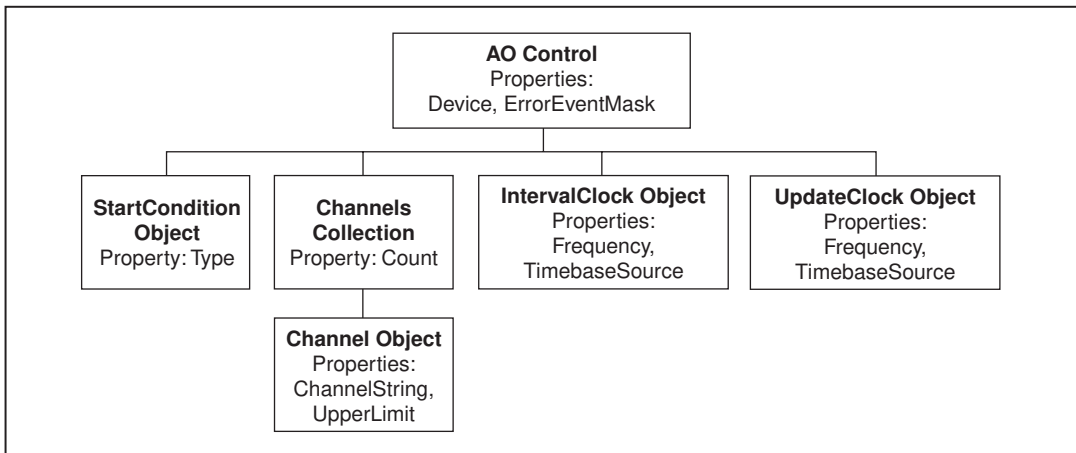 AO Control
Properties:
Device, ErrorEventMask
StartCondition
Object
Property: Type
Channels
Collection
Property: Count
IntervalClock Object
Properties:
Frequency,
TimebaseSource
UpdateClock Object
Properties:
Frequency,
TimebaseSource
Channel Object
Properties:
ChannelString,
UpperLimit